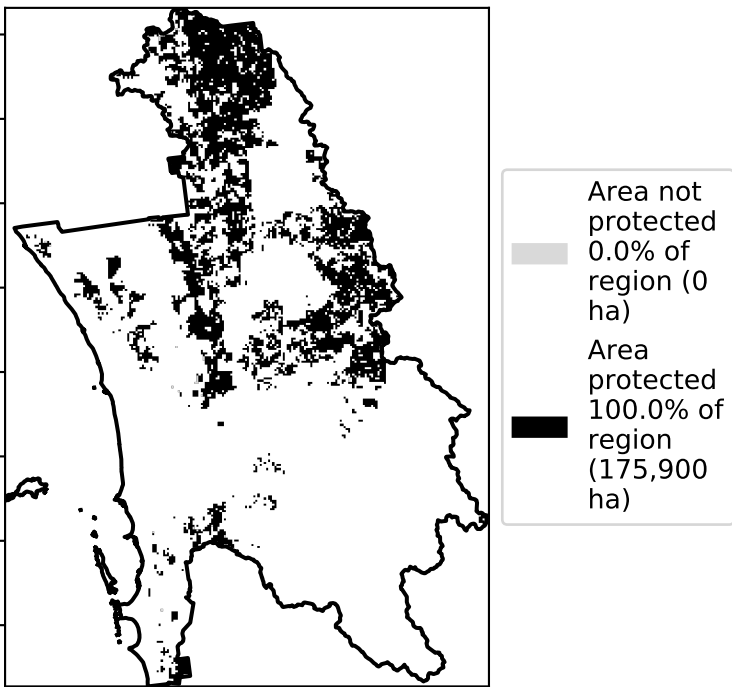 Area not
protected
0.0% of
region (0
ha)
Area
protected
100.0% of
region
(175,900
ha)